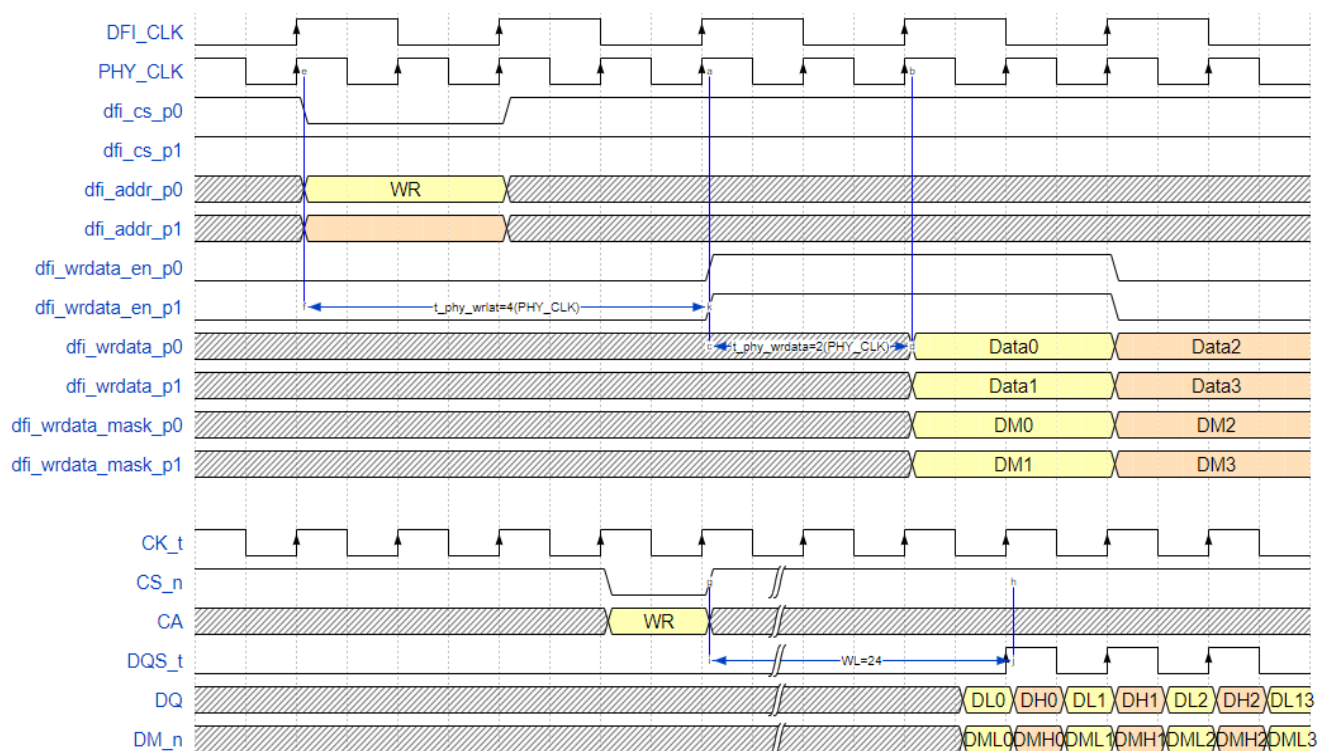 DFI_CLK
PHY_CLK e a b
dfi_cs_p0
dfi_cs_p1
dfi_addr_p0 WR
dfi_addr_p1
dfi_wrdata_en_p0
dfi_wrdata_en_p1 f t_phy_wrlat=4(PHY_CLK) k
dfi_wrdata_p0 c t_phy_wrdata=2(PHY_CLK) d Data0 Data2
dfi_wrdata_p1 Data1 Data3
dfi_wrdata_mask_p0 DM0 DM2
dfi_wrdata_mask_p1 DM1 DM3
CK_t
CS_n g h
CA WR
DQS_t i WL=24 j
DQ DL0 DH0 DL1 DH1 DL2 DH2 DL13
DM_n DML0 DMH0 DML1 DMH1 DML2 DMH2 DML3